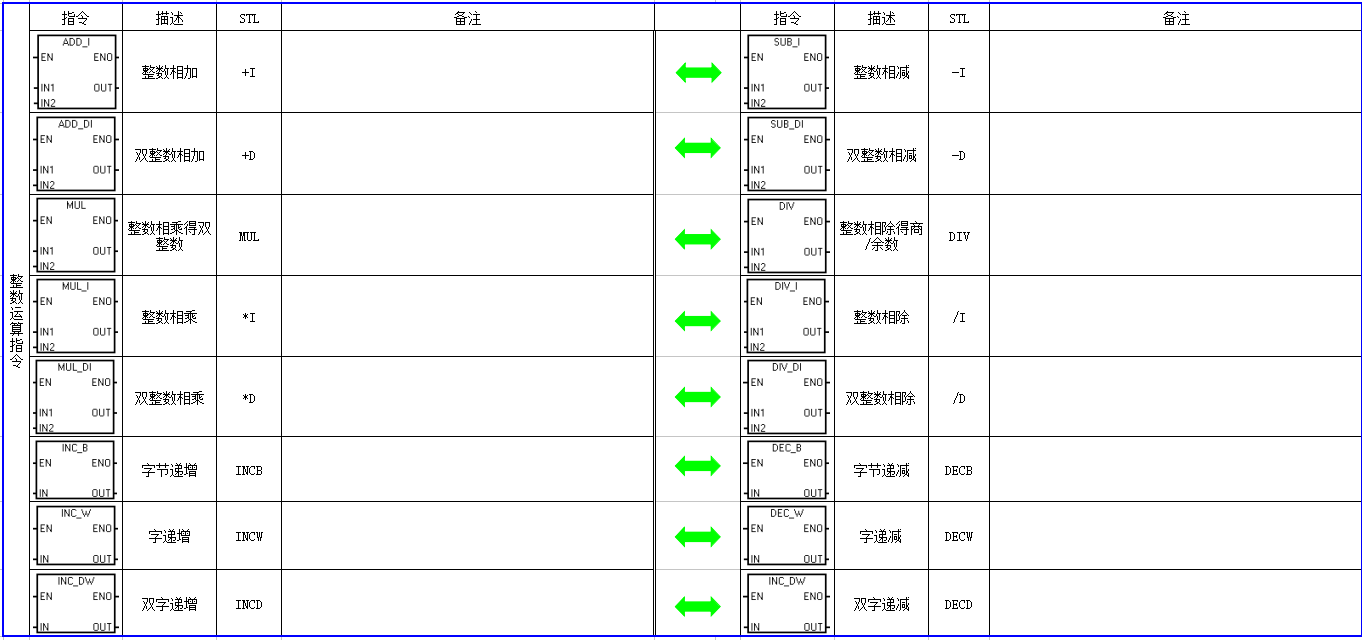 指令 描述 STL 备注 指令 描述 STL 备注
整数运算指令
ADD_I
EN ENO
IN1 OUT
IN2
整数相加 +I
SUB_I
EN ENO
IN1 OUT
IN2
整数相减 -I
ADD_DI
EN ENO
IN1 OUT
IN2
双整数相加 +D
SUB_DI
EN ENO
IN1 OUT
IN2
双整数相减 -D
MUL
EN ENO
IN1 OUT
IN2
整数相乘得双
整数
MUL
DIV
EN ENO
IN1 OUT
IN2
整数相除得商
/余数
DIV
MUL_I
EN ENO
IN1 OUT
IN2
整数相乘 *I
DIV_I
EN ENO
IN1 OUT
IN2
整数相除 /I
MUL_DI
EN ENO
IN1 OUT
IN2
双整数相乘 *D
DIV_DI
EN ENO
IN1 OUT
IN2
双整数相除 /D
INC_B
EN ENO
IN OUT
字节递增 INCB
DEC_B
EN ENO
IN OUT
字节递减 DECB
INC_W
EN ENO
IN OUT
字递增 INCW
DEC_W
EN ENO
IN OUT
字递减 DECW
INC_DW
EN ENO
IN OUT
双字递增 INCD
INC_DW
EN ENO
IN OUT
双字递减 DECD